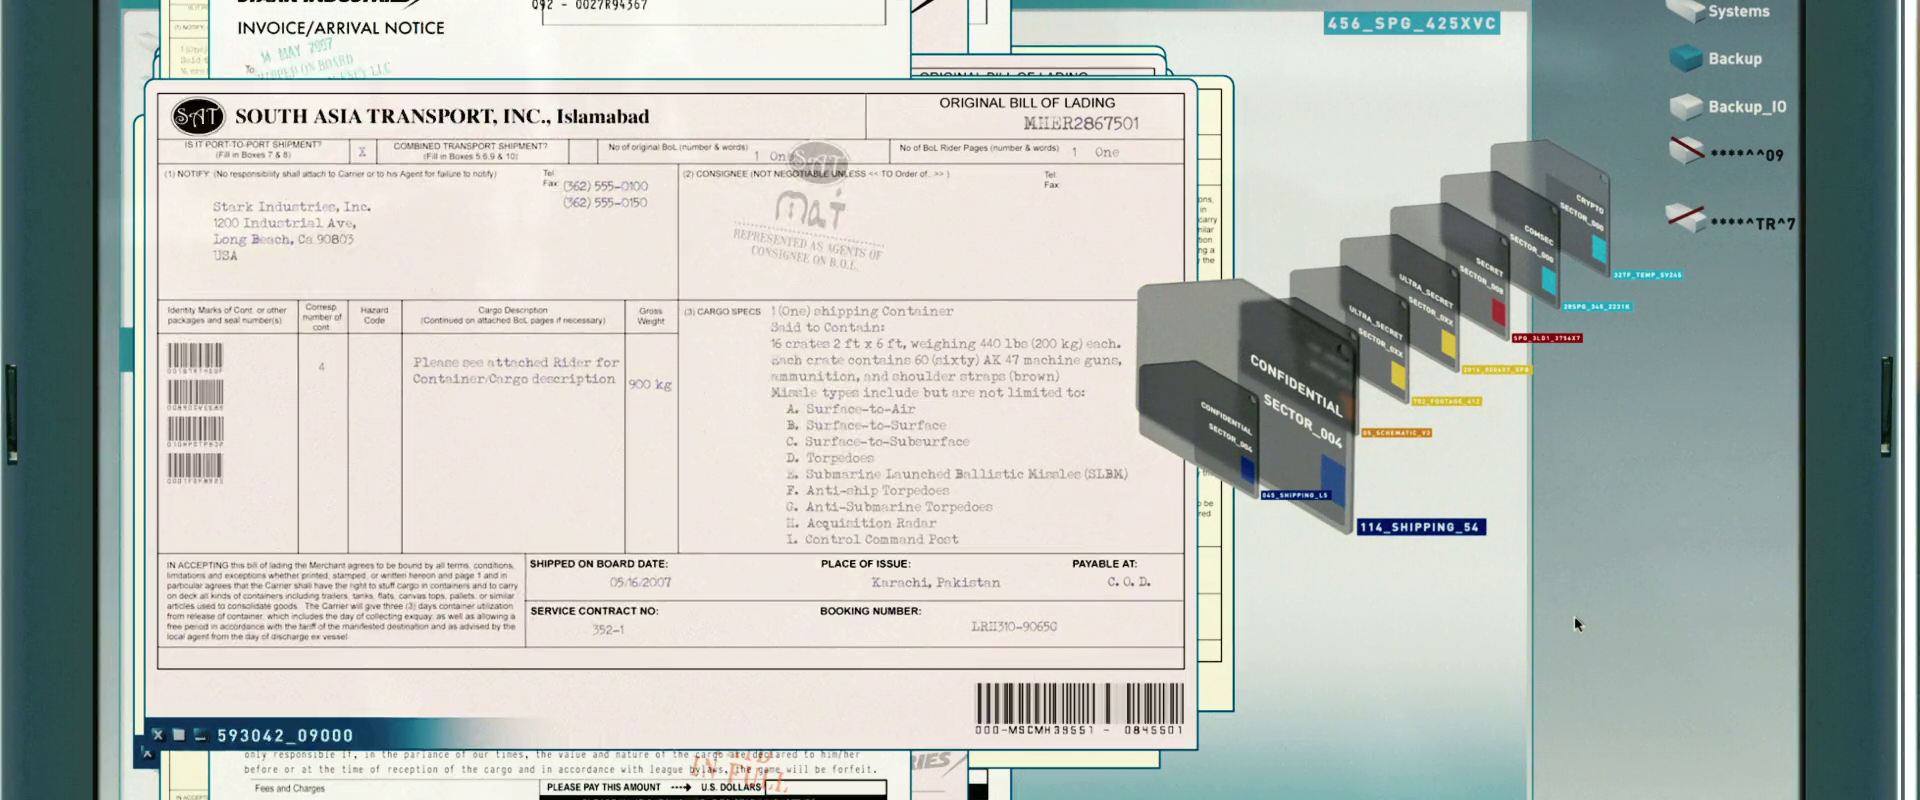 INVOICE/ARRIVAL NOTICE
092 - 0027R94367
14 MAY 2007
To:
456_SPG_425XVC
Systems
Backup
Backup_IO
*****^^09
*****^TR^7
ORIGINAL BILL OF LADING
SAT
SOUTH ASIA TRANSPORT, INC., Islamabad
ORIGINAL BILL OF LADING
MHER2867501
IS IT PORT-TO-PORT SHIPMENT?
(Fill in Boxes 7 & 8)
X
COMBINED TRANSPORT SHIPMENT?
(Fill in Boxes 5,6,9 & 10)
No of original BoL (number & words)
1 One
No of BoL Rider Pages (number & words)
1 One
(1) NOTIFY (No responsibility shall attach to Carrier or to his Agent for failure to notify)
Tel:
Fax:
(362) 555-0100
(362) 555-0150
Stark Industries, Inc.
1200 Industrial Ave,
Long Beach, Ca 90803
USA
(2) CONSIGNEE (NOT NEGOTIABLE UNLESS << TO Order of. >> )
Tel:
Fax:
SAT
REPRESENTED AS AGENTS OF
CONSIGNEE ON B.O.L.
Identity Marks of Cont. or other
packages and seal number(s)
Corresp.
number of
cont.
Hazard
Code
Cargo Description
(Continued on attached BoL pages if necessary)
Gross
Weight
4
Please see attached Rider for
Container/Cargo description
900 kg
(3) CARGO SPECS
1 (One) shipping Container
Said to Contain:
16 crates 2 ft x 6 ft, weighing 440 lbs (200 kg) each.
Each crate contains 60 (sixty) AK 47 machine guns,
ammunition, and shoulder straps (brown)
Missle types include but are not limited to:
A. Surface-to-Air
B. Surface-to-Surface
C. Surface-to-Subsurface
D. Torpedoes
E. Submarine Launched Ballistic Missles (SLBM)
F. Anti-ship Torpedoes
G. Anti-Submarine Torpedoes
H. Acquisition Radar
I. Control Command Post
IN ACCEPTING this bill of lading the Merchant agrees to be bound by all terms, conditions,
limitations and exceptions whether printed, stamped, or written hereon and page 1 and in
particular agrees that the Carrier shall have the right to stuff cargo in containers and to carry
on deck all kinds of containers including trailers, tanks, flats, canvas tops, pallets, or similar
articles used to consolidate goods. The Carrier will give three (3) days container utilization
from release of container, which includes the day of collecting exquay, as well as allowing a
free period in accordance with the tariff of the manifested destination and as advised by the
local agent from the day of discharge ex vessel
SHIPPED ON BOARD DATE:
05/16/2007
PLACE OF ISSUE:
Karachi, Pakistan
PAYABLE AT:
C. O. D.
SERVICE CONTRACT NO:
352-1
BOOKING NUMBER:
LRH310-9065G
000-MSCMH39551 - 0845501
593042_09000
CRYPTO
SECTOR_000
COMSEC
SECTOR_000
SECRET
SECTOR_008
ULTRA_SECRET
SECTOR_0XX
ULTRA_SECRET
SECTOR_0XX
CONFIDENTIAL
SECTOR_004
CONFIDENTIAL
SECTOR_004
32TF_TEMP_SV245
05_SCHEMATIC_V3
045_SHIPPING_L5
114_SHIPPING_54
only responsible if, in the parlance of our times, the value and nature of the cargo are declared to him/her
before or at the time of reception of the cargo and in accordance with league bylaws, the game will be forfeit.
IN FULL
Fees and Charges
PLEASE PAY THIS AMOUNT
U.S. DOLLARS